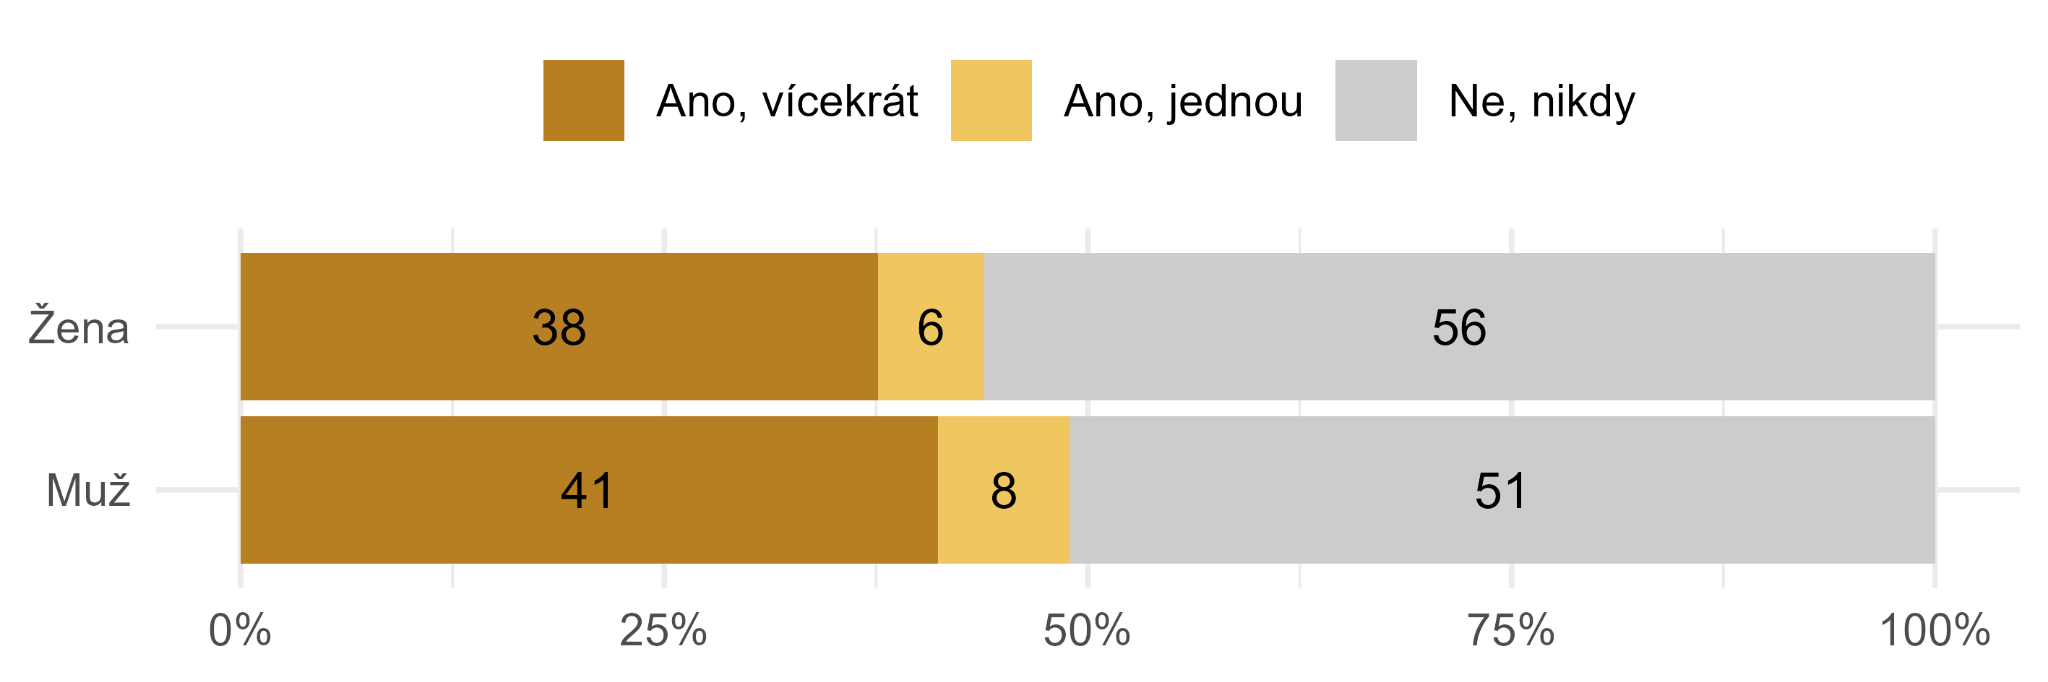 Ano, vícekrát Ano, jednou Ne, nikdy
Žena 38 6 56
Muž 41 8 51
0% 25% 50% 75% 100%